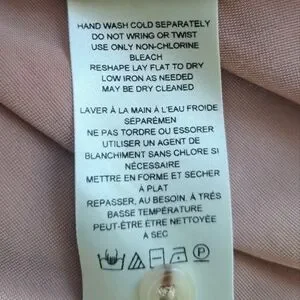 HAND WASH COLD SEPARATELY
DO NOT WRING OR TWIST
USE ONLY NON-CHLORINE
BLEACH
RESHAPE LAY FLAT TO DRY
LOW IRON AS NEEDED
MAY BE DRY CLEANED
LAVER À LA MAIN À L'EAU FROIDE
SÉPARÉMEN
NE PAS TORDRE OU ESSORER
UTILISER UN AGENT DE
BLANCHIMENT SANS CHLORE SI
NÉCESSAIRE
METTRE EN FORME ET SECHER
À PLAT
REPASSER, AU BESOIN, À TRÉS
BASSE TEMPÉRATURE
PEUT-ÉTRE ÉTRE NETTOYÉE
À SEC
P